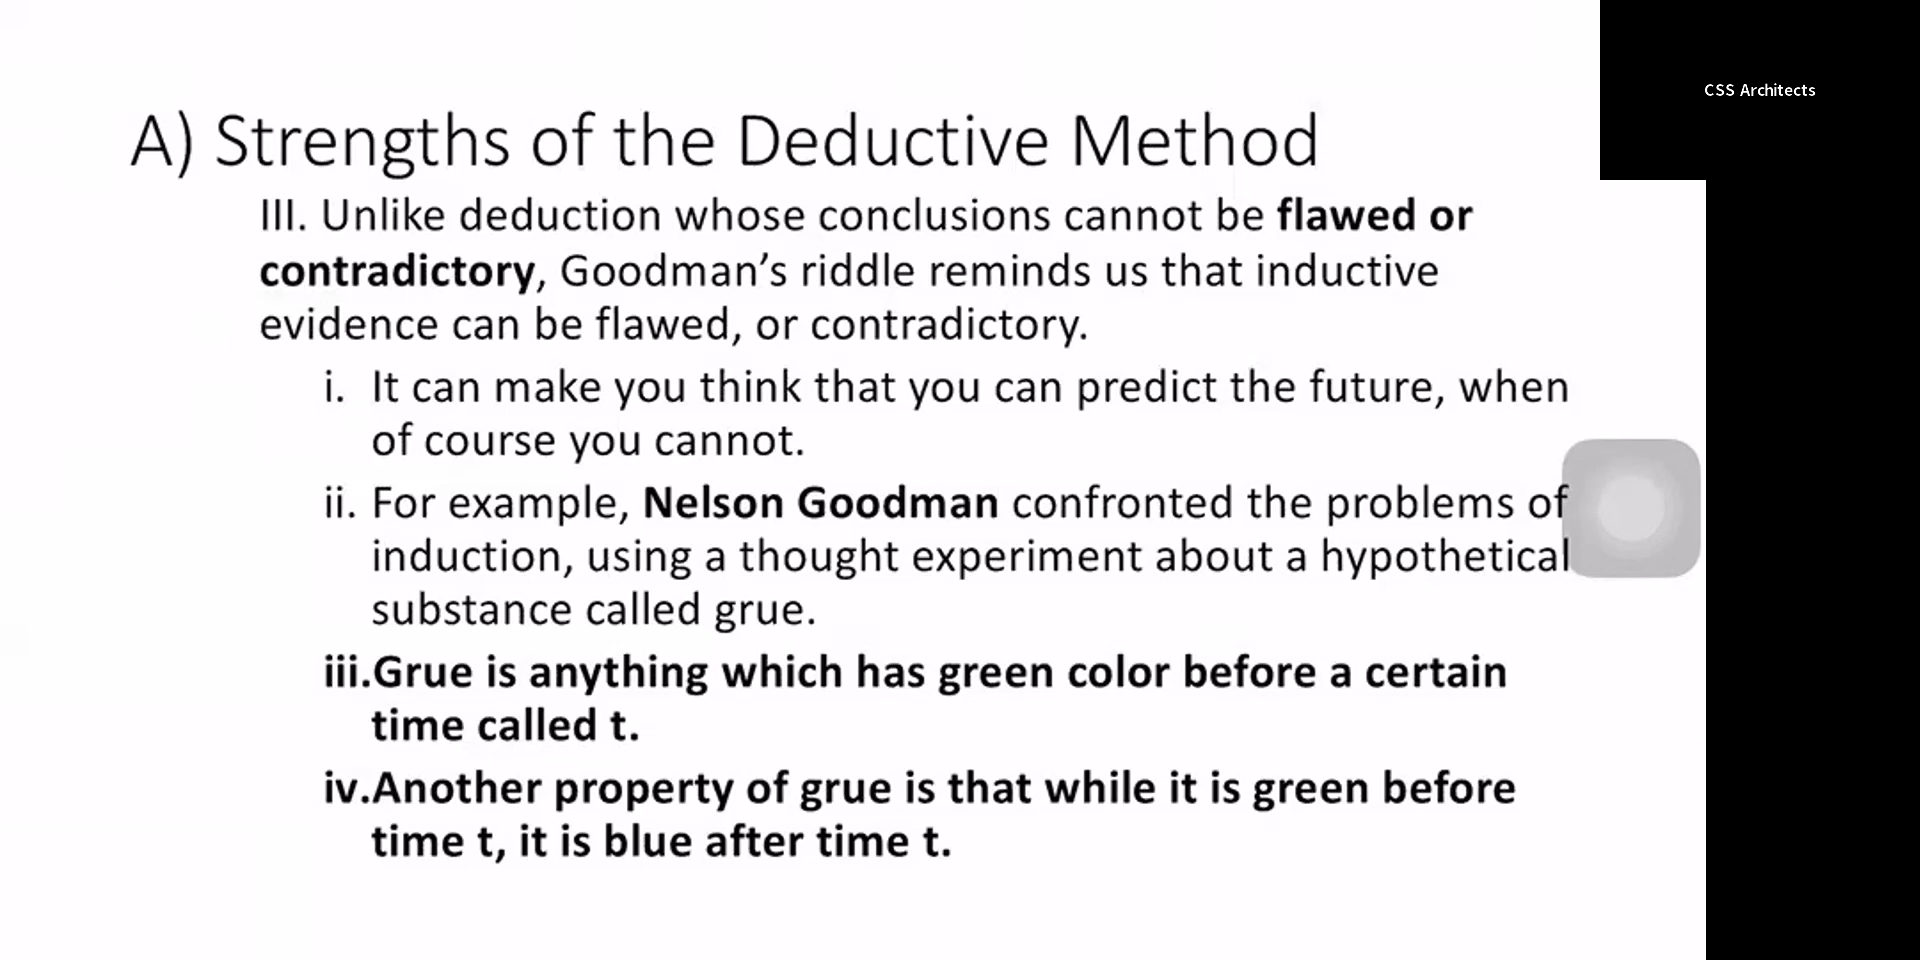 CSS Architects
A) Strengths of the Deductive Method
III. Unlike deduction whose conclusions cannot be flawed or
contradictory, Goodman’s riddle reminds us that inductive
evidence can be flawed, or contradictory.
i. It can make you think that you can predict the future, when
of course you cannot.
ii. For example, Nelson Goodman confronted the problems of
induction, using a thought experiment about a hypothetical
substance called grue.
iii.Grue is anything which has green color before a certain
time called t.
iv.Another property of grue is that while it is green before
time t, it is blue after time t.